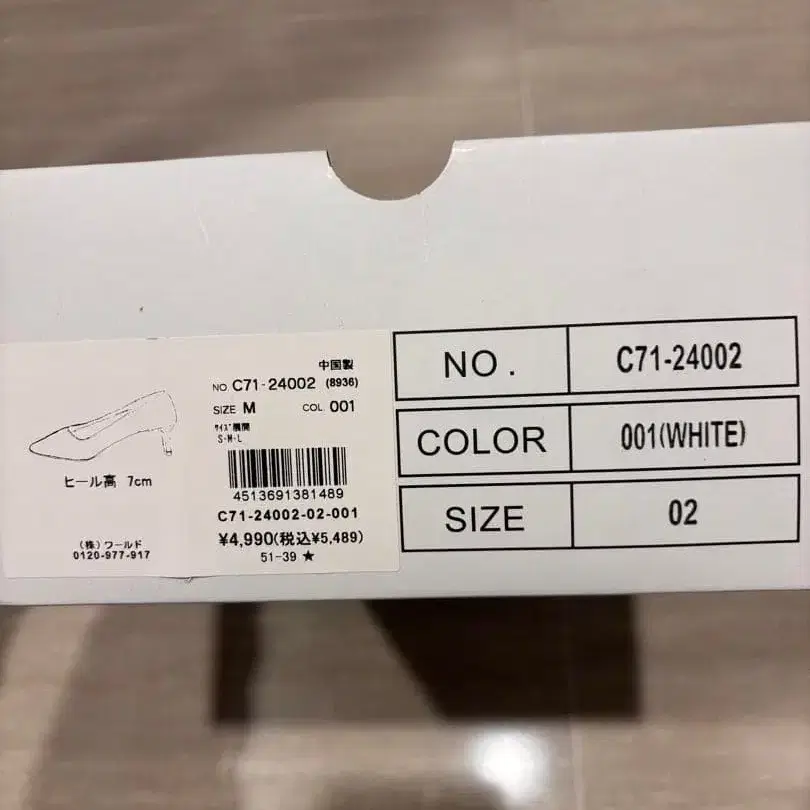 中国製
NO. C71-24002 (8936)
SIZE M COL. 001
ｻｲｽﾞ展開
S・M・L
4513691381489
C71-24002-02-001
¥4,990(税込¥5,489)
51-39 ★
ヒール高 7cm
(株)ワールド
0120-977-917
NO. C71-24002
COLOR 001(WHITE)
SIZE 02